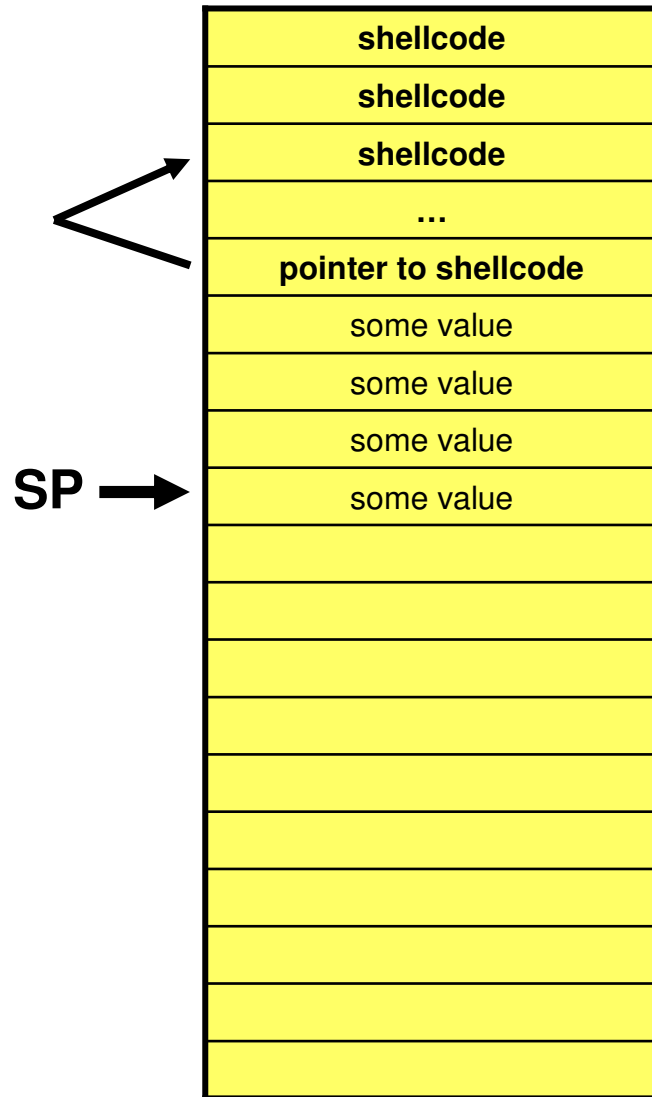 shellcode
shellcode
shellcode
...
pointer to shellcode
some value
some value
some value
SP some value